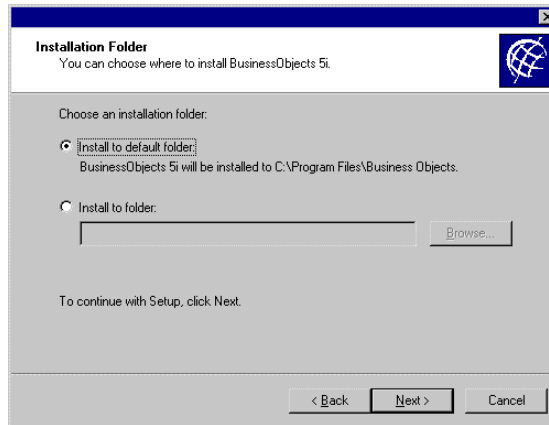 Installation Folder
You can choose where to install BusinessObjects 5i.
Choose an installation folder:
Install to default folder:
BusinessObjects 5i will be installed to C:\Program Files\Business Objects.
Install to folder:
Browse...
To continue with Setup, click Next.
< Back Next > Cancel